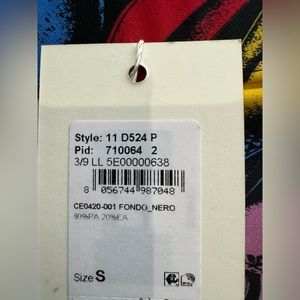 Style: 11 D524 P
Pid: 710064 2
3/9 LL 5E00000638
8 056744 987048
CE0420-001 FONDO_NERO
80%PA 20%EA
Size S